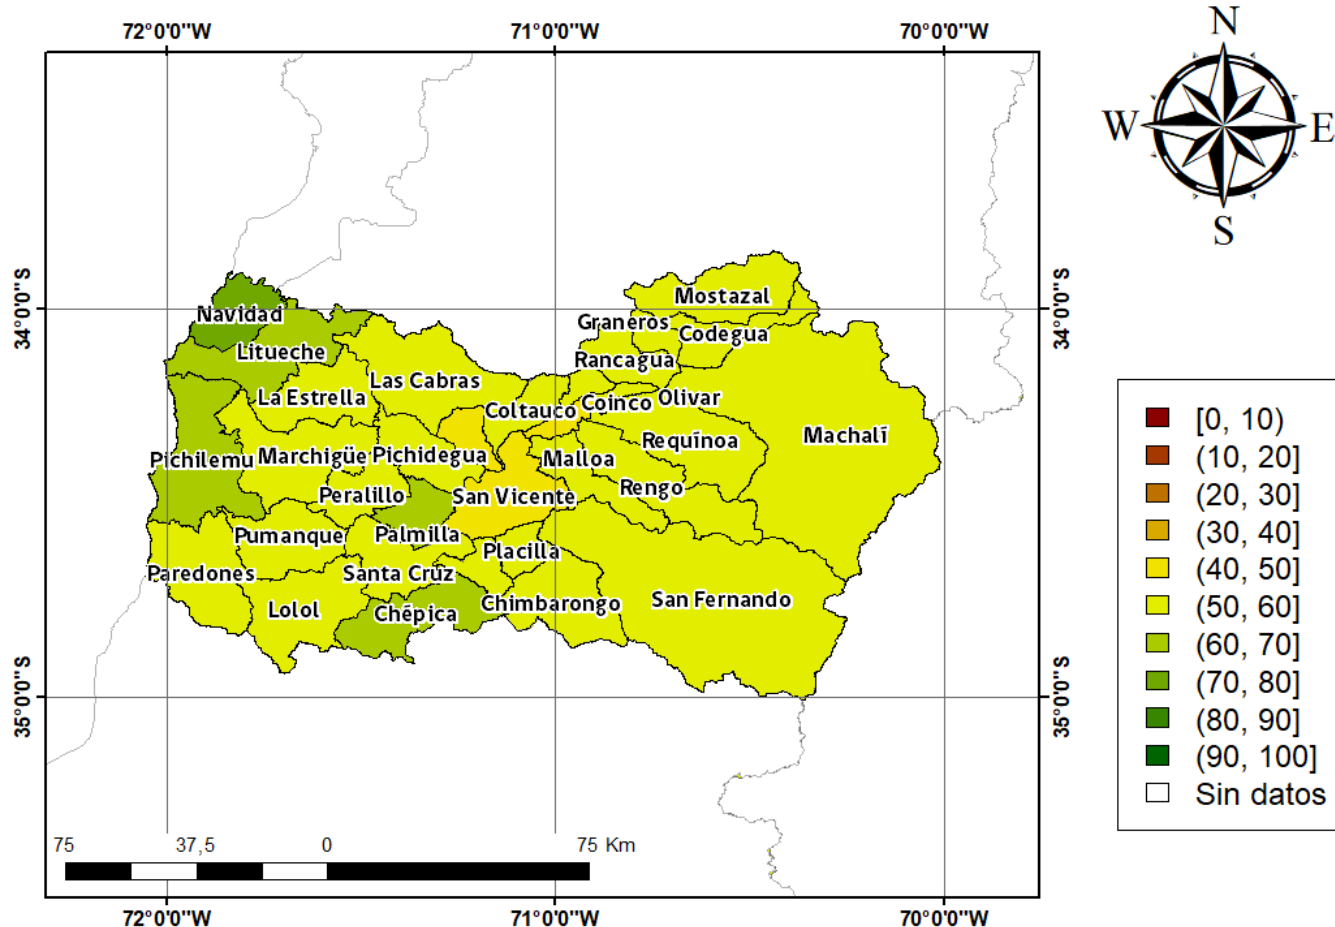 72°0'0"W 71°0'0"W 70°0'0"W
N
W E
S
34°0'0"S 34°0'0"S
Mostazal
Navidad
Graneros
Codegua
Litueche
Rancagua
Las Cabras
La Estrella
Coltauco
Coinco
Olivar
Requínoa
Machalí
Pichilemu
Marchigüe
Pichidegua
Malloa
Rengo
Peralillo
San Vicente
Pumanque
Palmilla
Placilla
Paredones
Santa Cruz
Lolol
Chépica
Chimbarongo
San Fernando
35°0'0"S 35°0'0"S
75 37,5 0 75 Km
72°0'0"W 71°0'0"W 70°0'0"W
[0, 10)
(10, 20]
(20, 30]
(30, 40]
(40, 50]
(50, 60]
(60, 70]
(70, 80]
(80, 90]
(90, 100]
Sin datos